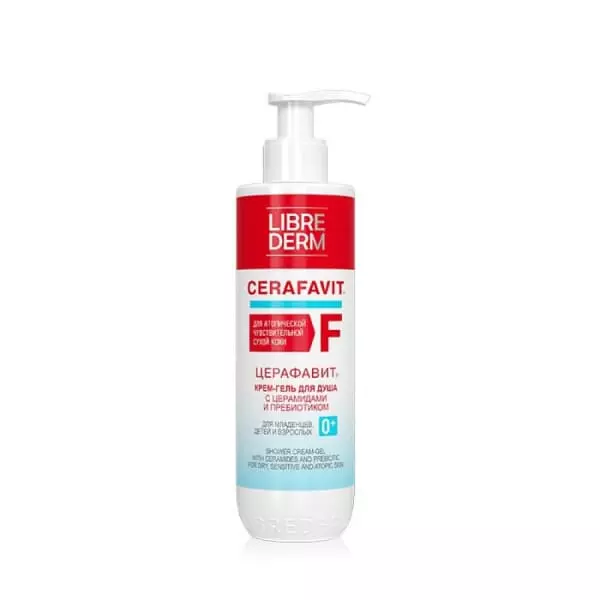 LIBRE
DERM
CERAFAVIT®
ДЛЯ АТОПИЧЕСКОЙ
ЧУВСТВИТЕЛЬНОЙ
СУХОЙ КОЖИ
F
ЦЕРАФАВИТ®
КРЕМ-ГЕЛЬ ДЛЯ ДУША
С ЦЕРАМИДАМИ
И ПРЕБИОТИКОМ
ДЛЯ МЛАДЕНЦЕВ,
ДЕТЕЙ И ВЗРОСЛЫХ
0+
SHOWER CREAM-GEL
WITH CERAMIDES AND PREBIOTIC
FOR DRY, SENSITIVE AND ATOPIC SKIN